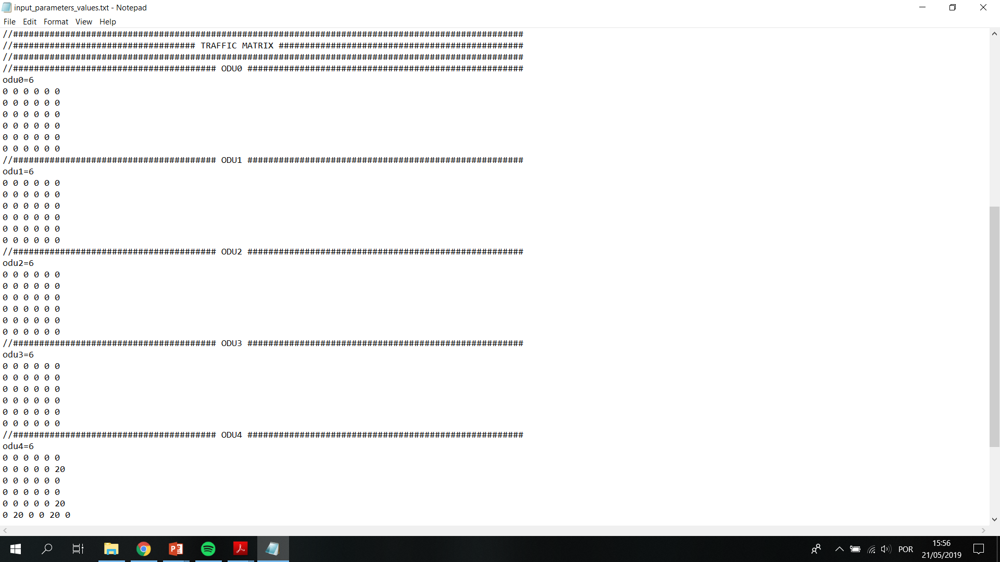 input_parameters_values.txt - Notepad
File Edit Format View Help
//##################################################################################################
//################################### TRAFFIC MATRIX ###############################################
//##################################################################################################
//####################################### ODU0 #####################################################
odu0=6
0 0 0 0 0 0
0 0 0 0 0 0
0 0 0 0 0 0
0 0 0 0 0 0
0 0 0 0 0 0
0 0 0 0 0 0
//####################################### ODU1 #####################################################
odu1=6
0 0 0 0 0 0
0 0 0 0 0 0
0 0 0 0 0 0
0 0 0 0 0 0
0 0 0 0 0 0
0 0 0 0 0 0
//####################################### ODU2 #####################################################
odu2=6
0 0 0 0 0 0
0 0 0 0 0 0
0 0 0 0 0 0
0 0 0 0 0 0
0 0 0 0 0 0
0 0 0 0 0 0
//####################################### ODU3 #####################################################
odu3=6
0 0 0 0 0 0
0 0 0 0 0 0
0 0 0 0 0 0
0 0 0 0 0 0
0 0 0 0 0 0
0 0 0 0 0 0
//####################################### ODU4 #####################################################
odu4=6
0 0 0 0 0 0
0 0 0 0 0 20
0 0 0 0 0 0
0 0 0 0 0 0
0 0 0 0 0 20
0 20 0 0 20 0
POR
15:56
21/05/2019